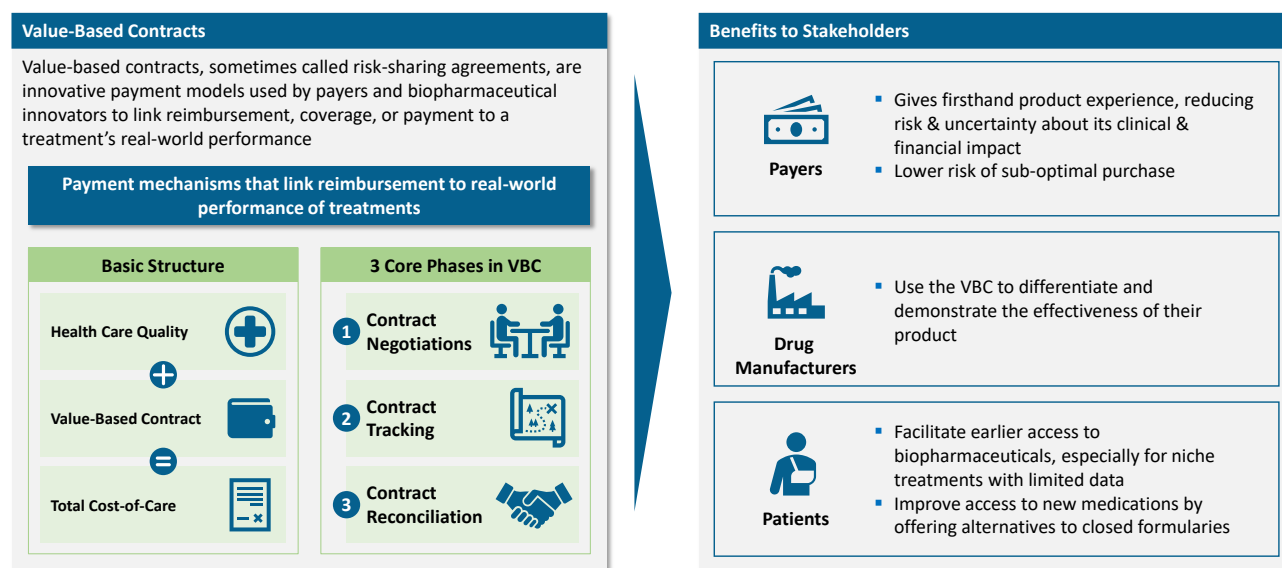 Value-Based Contracts
Value-based contracts, sometimes called risk-sharing agreements, are
innovative payment models used by payers and biopharmaceutical
innovators to link reimbursement, coverage, or payment to a
treatment's real-world performance
Payment mechanisms that link reimbursement to real-world
performance of treatments
Basic Structure
Health Care Quality
+
Value-Based Contract
=
Total Cost-of-Care
3 Core Phases in VBC
1 Contract
Negotiations
2 Contract
Tracking
3 Contract
Reconciliation
Benefits to Stakeholders
Payers
▪ Gives firsthand product experience, reducing
risk & uncertainty about its clinical &
financial impact
▪ Lower risk of sub-optimal purchase
Drug
Manufacturers
▪ Use the VBC to differentiate and
demonstrate the effectiveness of their
product
Patients
▪ Facilitate earlier access to
biopharmaceuticals, especially for niche
treatments with limited data
▪ Improve access to new medications by
offering alternatives to closed formularies